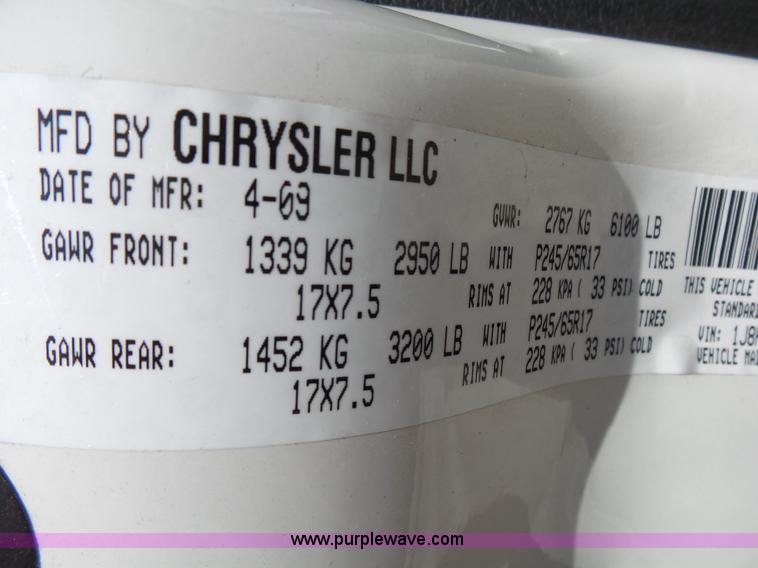 MFD BY CHRYSLER LLC
DATE OF MFR: 4-09 GVWR: 2767 KG 6100 LB
GAWR FRONT: 1339 KG 2950 LB WITH P245/65R17 TIRES
17X7.5 RIMS AT 228 KPA ( 33 PSI) COLD
GAWR REAR: 1452 KG 3200 LB WITH P245/65R17 TIRES
17X7.5 RIMS AT 228 KPA ( 33 PSI) COLD
THIS VEHICLE
STANDAR
VIN: 1J8H
VEHICLE MA
www.purplewave.com